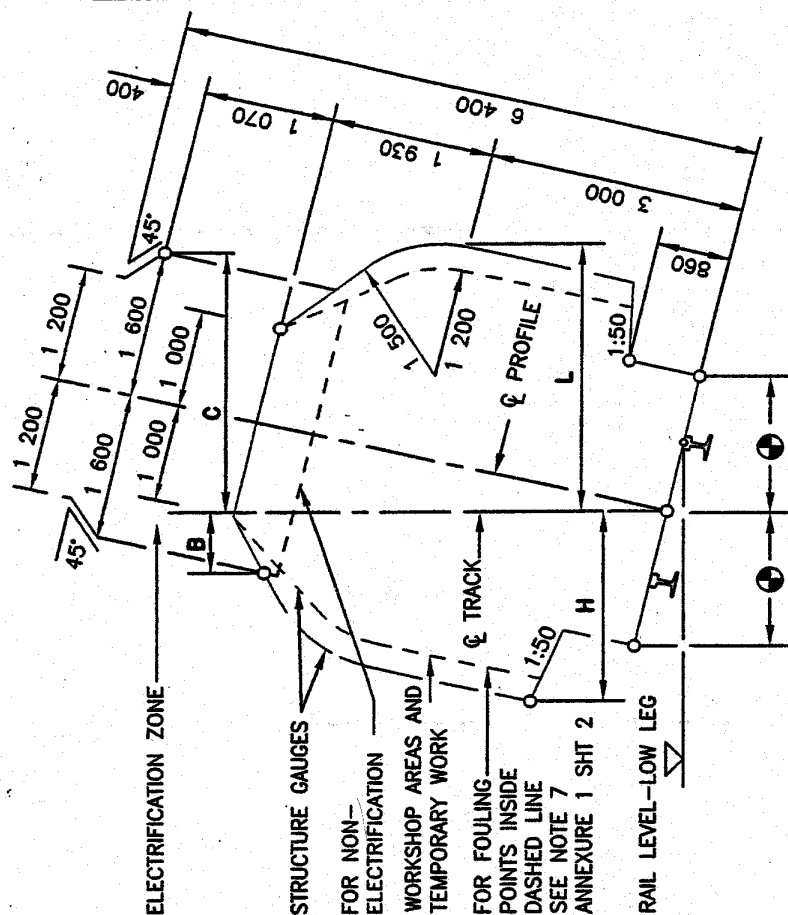 400
45°
1 200
1 200
1 600
1 600
1 000
1 000
45°
C
B
1 070
1 930
6 400
3 000
860
1 500
1 200
1:50
L
℄ PROFILE
℄ TRACK
H
1:50
ELECTRIFICATION ZONE
STRUCTURE GAUGES
FOR NON-
ELECTRIFICATION
WORKSHOP AREAS AND
TEMPORARY WORK
FOR FOULING
POINTS INSIDE
DASHED LINE
SEE NOTE 7
ANNEXURE 1 SHT 2
RAIL LEVEL-LOW LEG